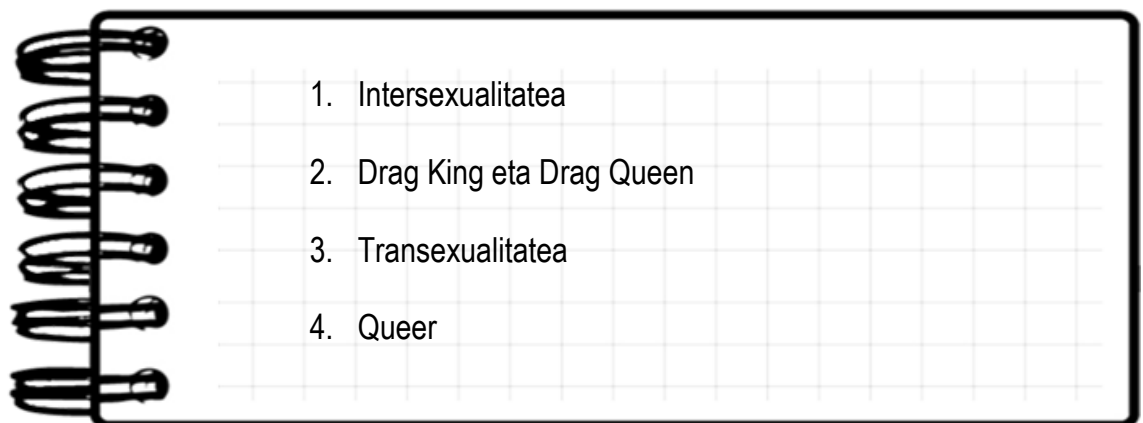 1. Intersexualitatea
2. Drag King eta Drag Queen
3. Transexualitatea
4. Queer